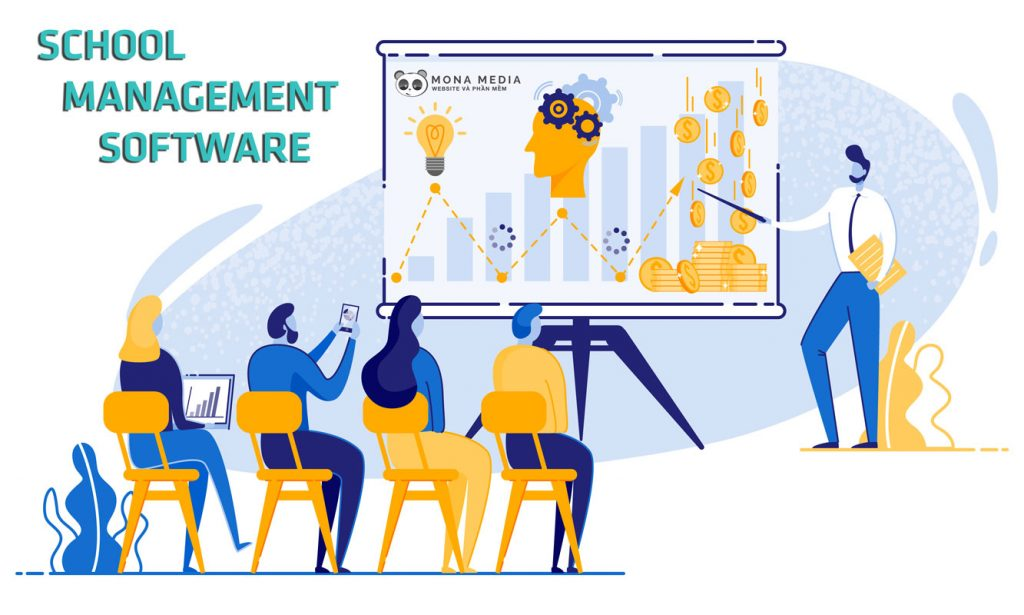 SCHOOL
MANAGEMENT
SOFTWARE
MONA MEDIA
WEBSITE VÀ PHẦN MỀM